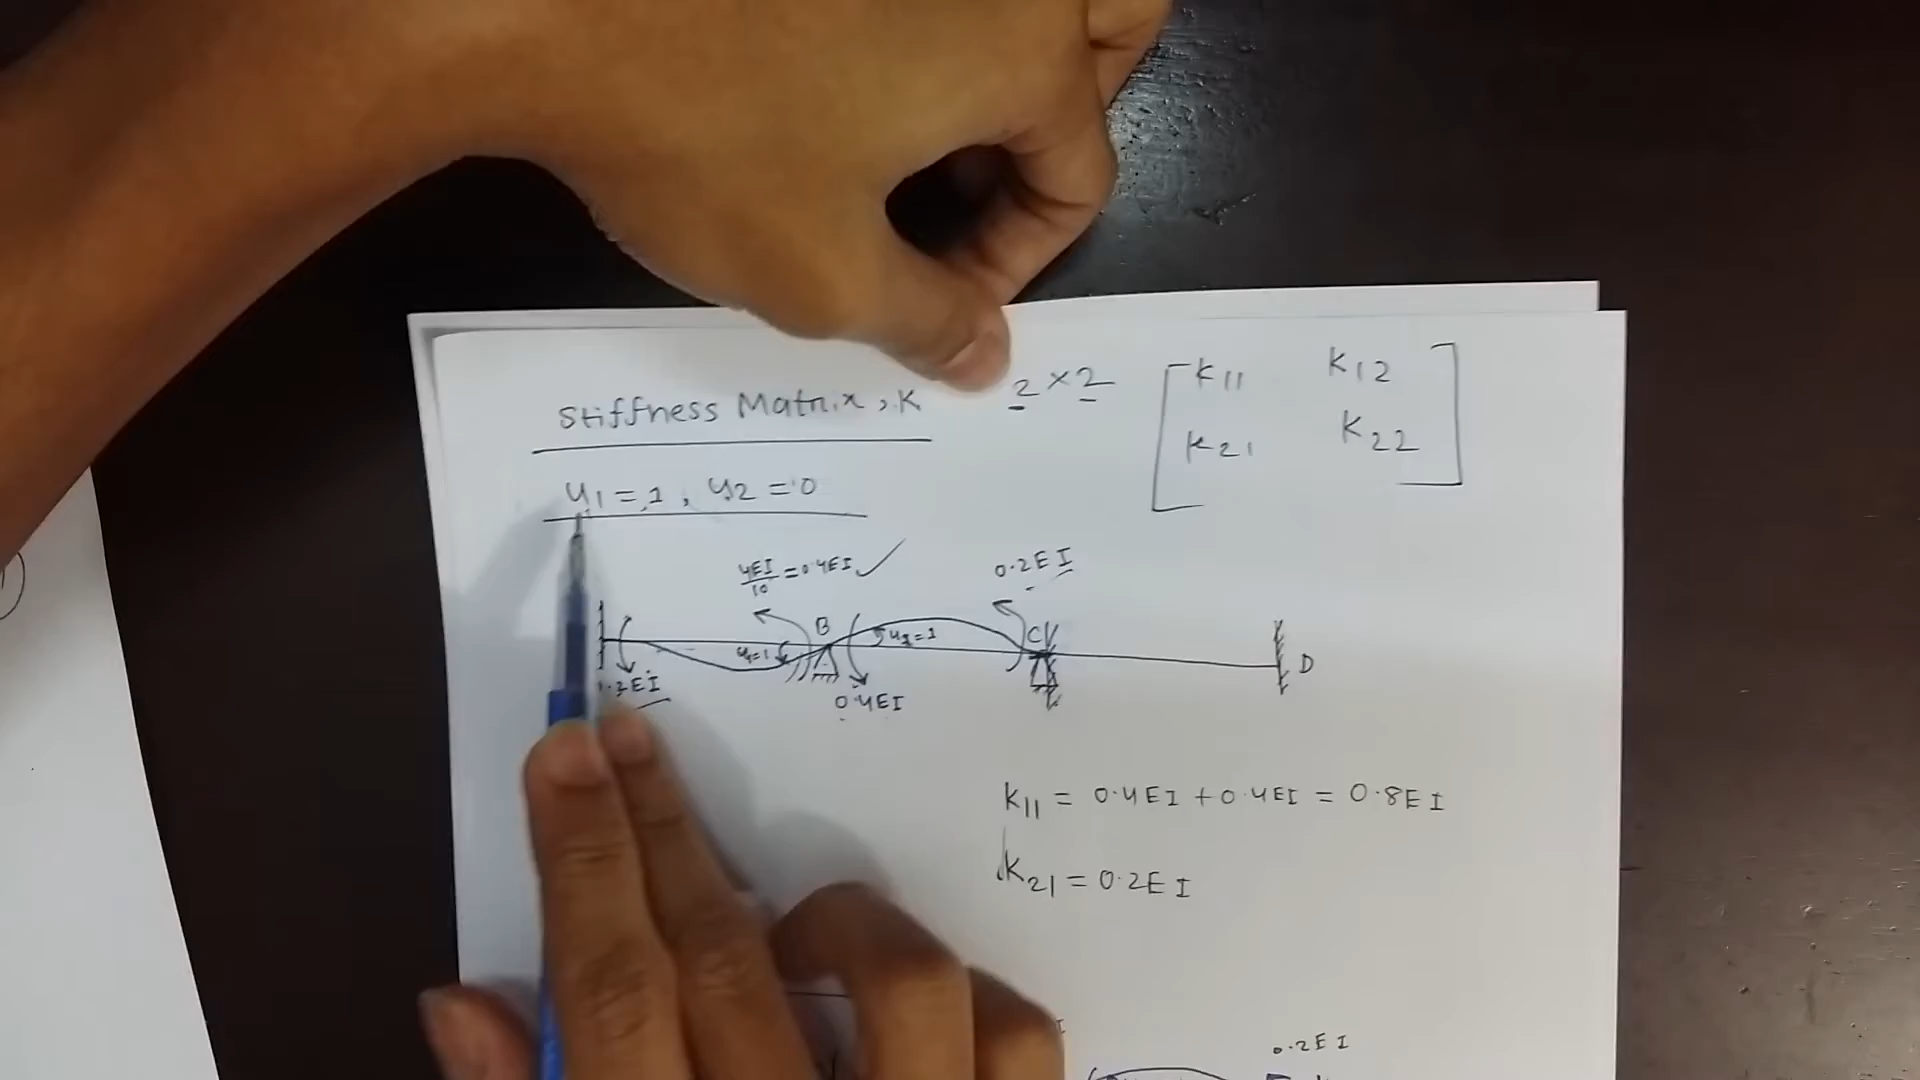 Stiffness Matrix, K
2×2
K11 K12
K21 K22
u1 = 1, u2 = 0
4EI/10 = 0.4EI ✓
0.2EI
B
C
u1=1
u1=1
D
.2EI
0.4EI
K11 = 0.4EI + 0.4EI = 0.8EI
K21 = 0.2EI
0.2EI